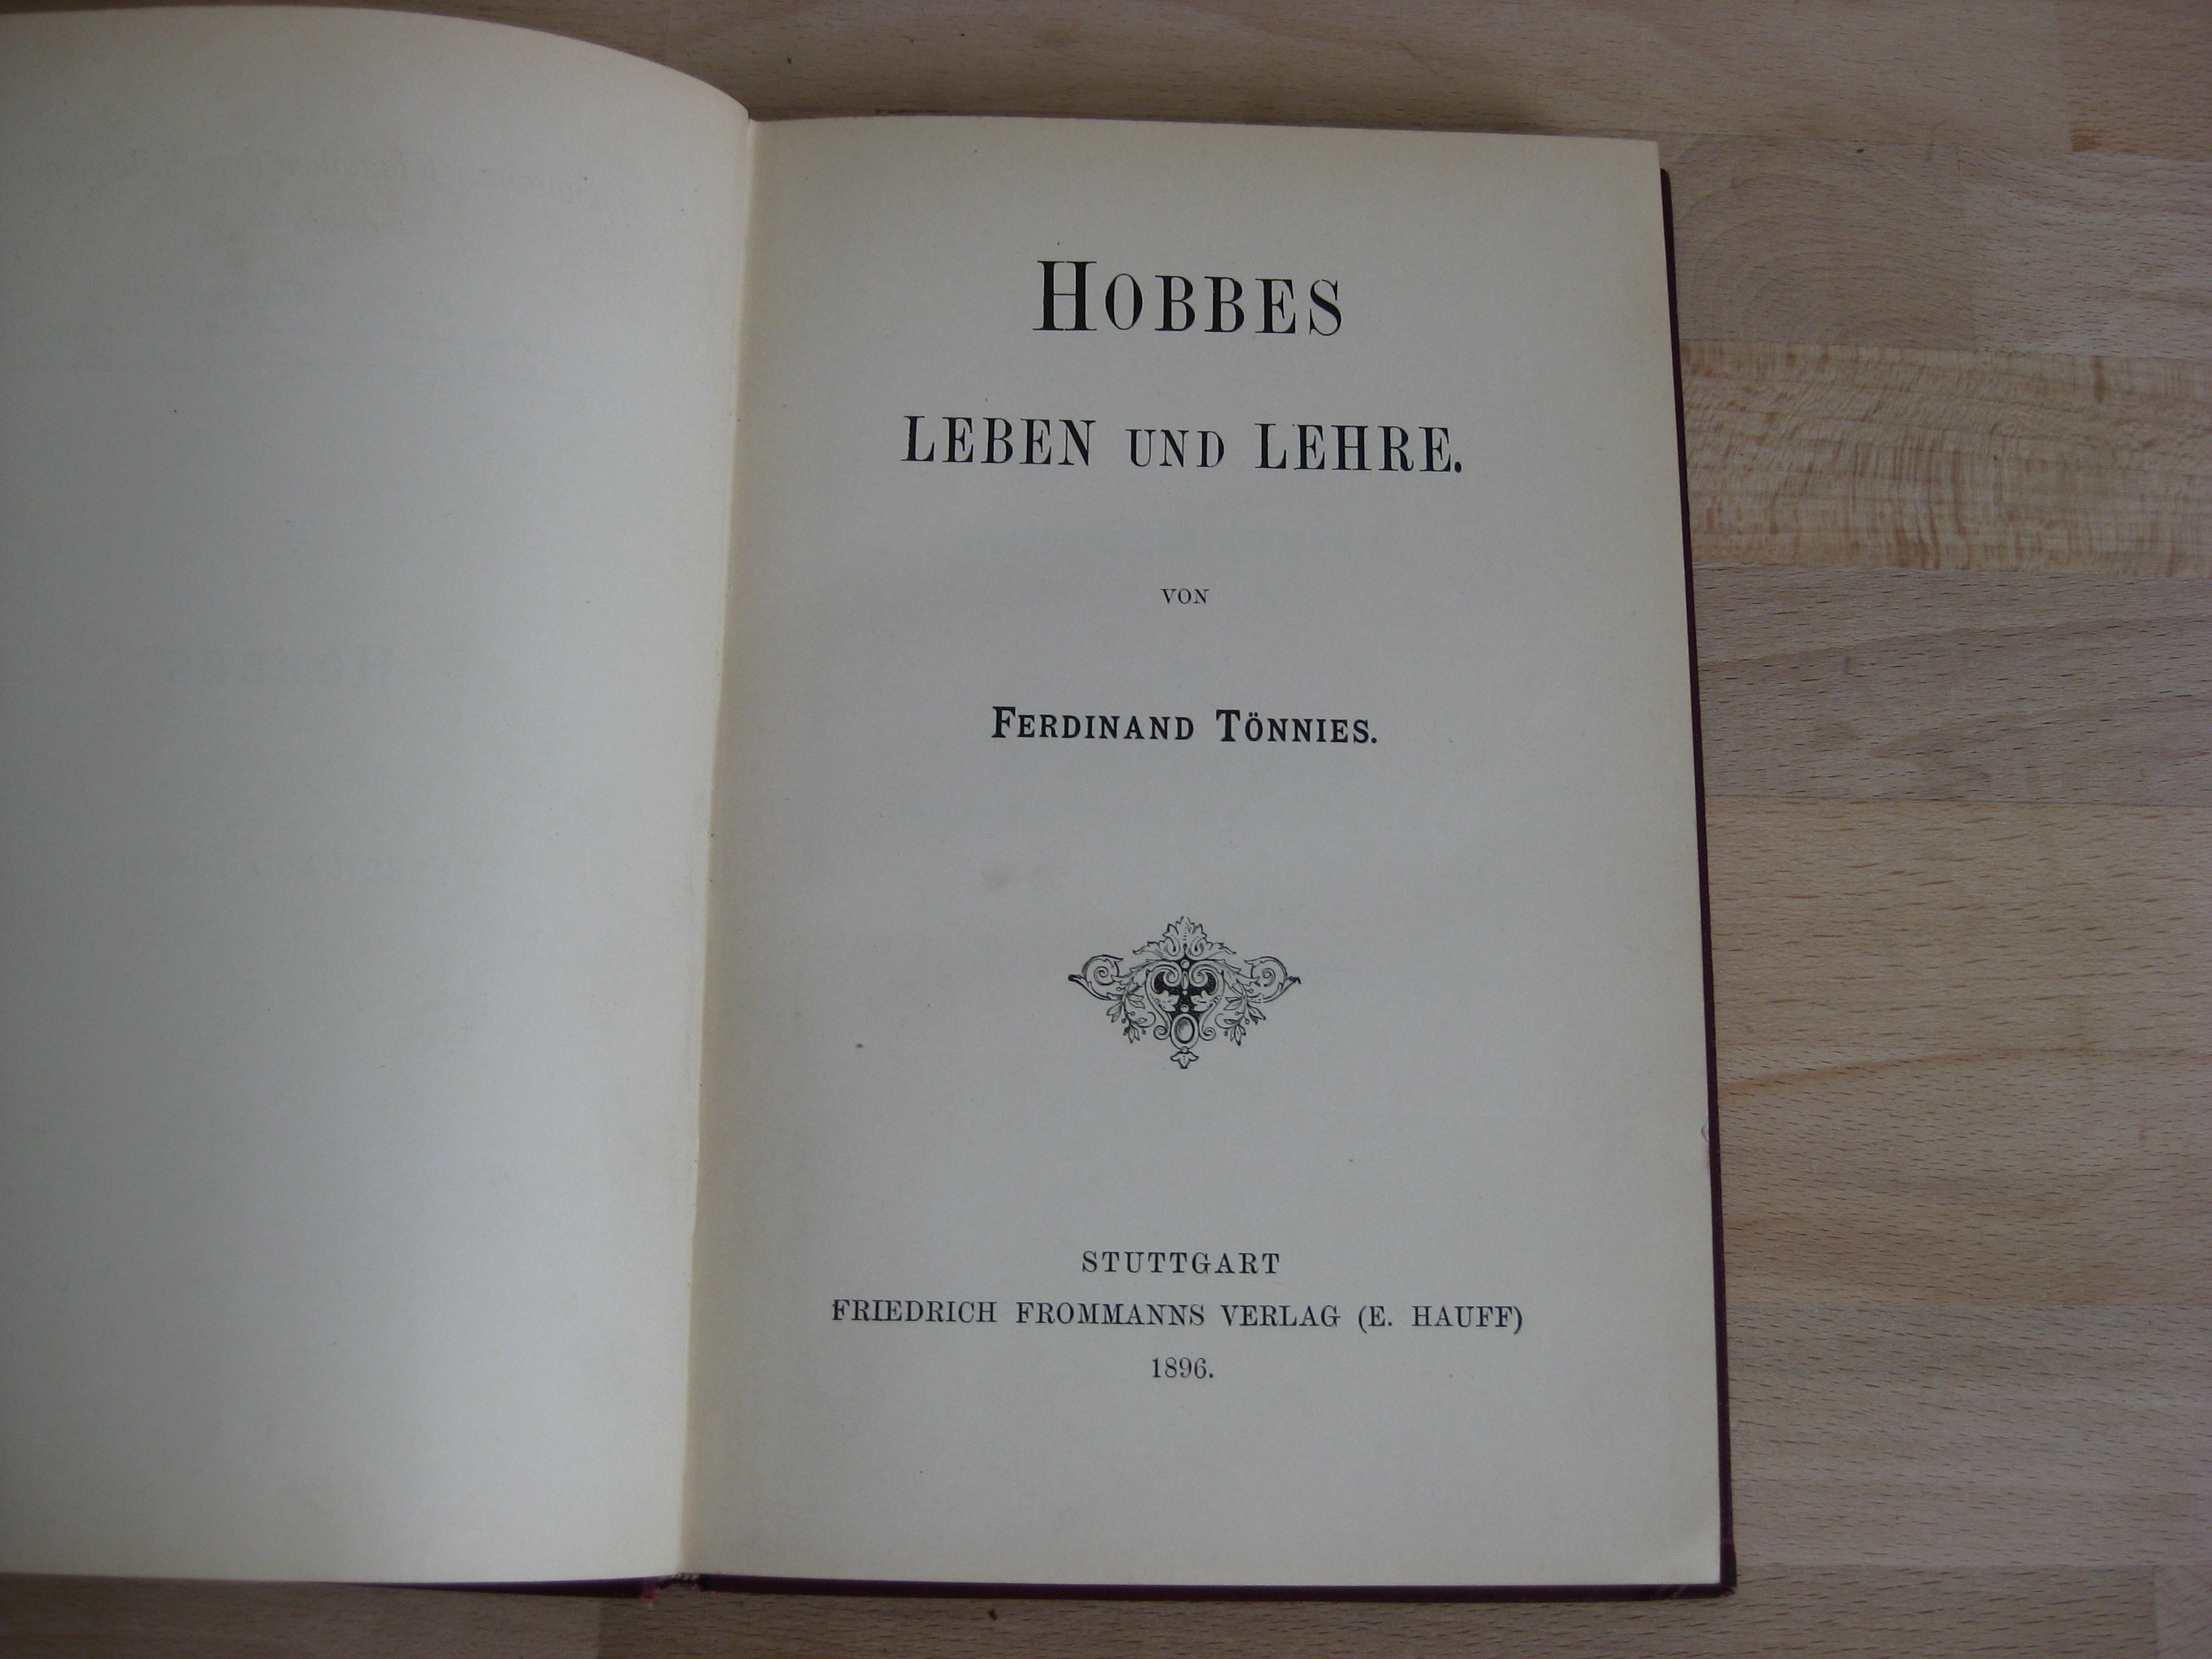 HOBBES
LEBEN UND LEHRE.
VON
FERDINAND TÖNNIES.
STUTTGART
FRIEDRICH FROMMANNS VERLAG (E. HAUFF)
1896.